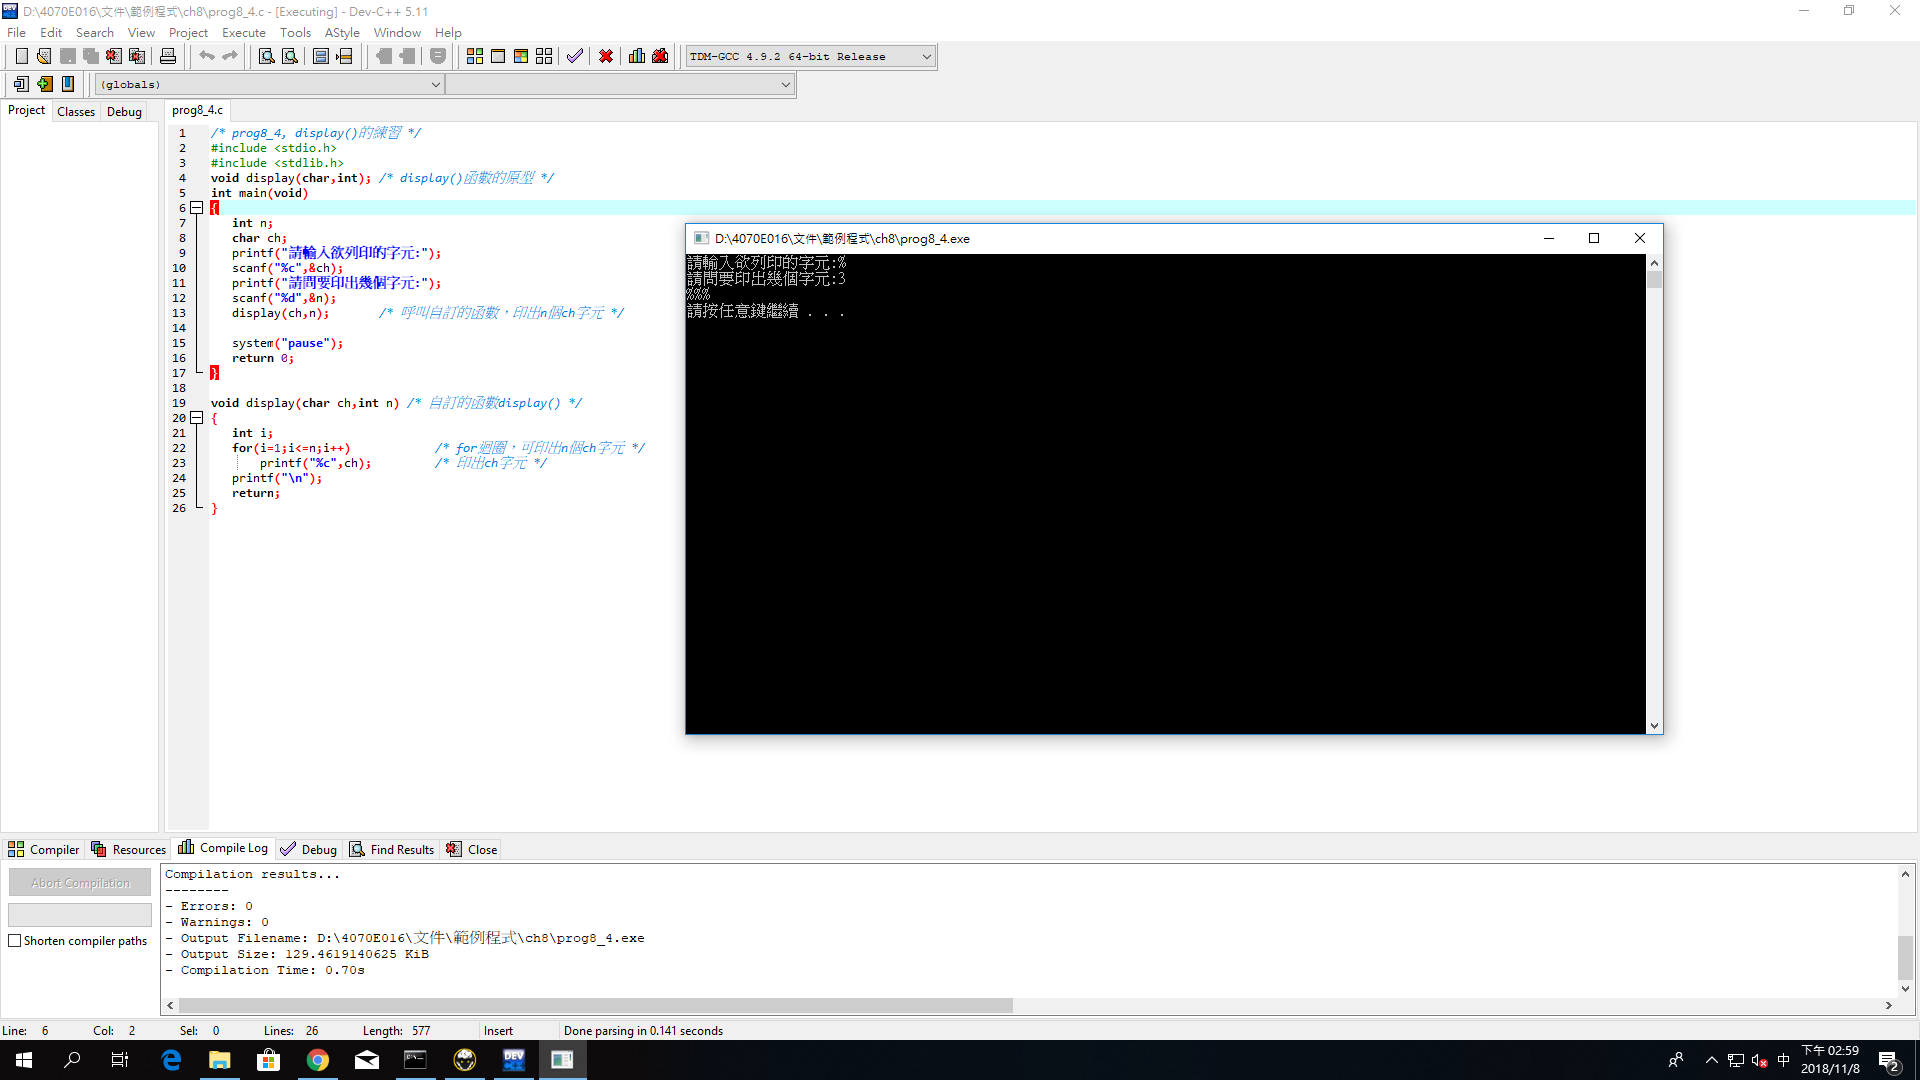 D:\4070E016\文件\範例程式\ch8\prog8_4.c - [Executing] - Dev-C++ 5.11
File Edit Search View Project Execute Tools AStyle Window Help
TDM-GCC 4.9.2 64-bit Release
(globals)
Project Classes Debug
prog8_4.c
1 /* prog8_4, display()的練習 */
2 #include <stdio.h>
3 #include <stdlib.h>
4 void display(char,int); /* display()函數的原型 */
5 int main(void)
6 {
7 int n;
8 char ch;
9 printf("請輸入欲列印的字元:");
10 scanf("%c",&ch);
11 printf("請問要印出幾個字元:");
12 scanf("%d",&n);
13 display(ch,n); /* 呼叫自訂的函數，印出n個ch字元 */
14
15 system("pause");
16 return 0;
17 }
18
19 void display(char ch,int n) /* 自訂的函數display() */
20 {
21 int i;
22 for(i=1;i<=n;i++) /* for迴圈，可印出n個ch字元 */
23 printf("%c",ch); /* 印出ch字元 */
24 printf("\n");
25 return;
26 }
D:\4070E016\文件\範例程式\ch8\prog8_4.exe
請輸入欲列印的字元:%
請問要印出幾個字元:3
%%%
請按任意鍵繼續 . . .
Compiler Resources Compile Log Debug Find Results Close
Abort Compilation
Shorten compiler paths
Compilation results...
--------
- Errors: 0
- Warnings: 0
- Output Filename: D:\4070E016\文件\範例程式\ch8\prog8_4.exe
- Output Size: 129.4619140625 KiB
- Compilation Time: 0.70s
Line: 6 Col: 2 Sel: 0 Lines: 26 Length: 577 Insert Done parsing in 0.141 seconds
DEV
中
下午 02:59
2018/11/8
2